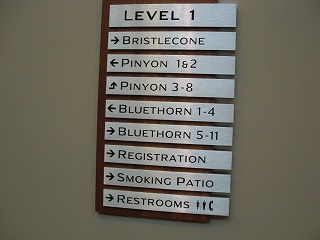 LEVEL 1
→ BRISTLECONE
← PINYON 1&2
⬏ PINYON 3-8
← BLUETHORN 1-4
→ BLUETHORN 5-11
→ REGISTRATION
→ SMOKING PATIO
→ RESTROOMS